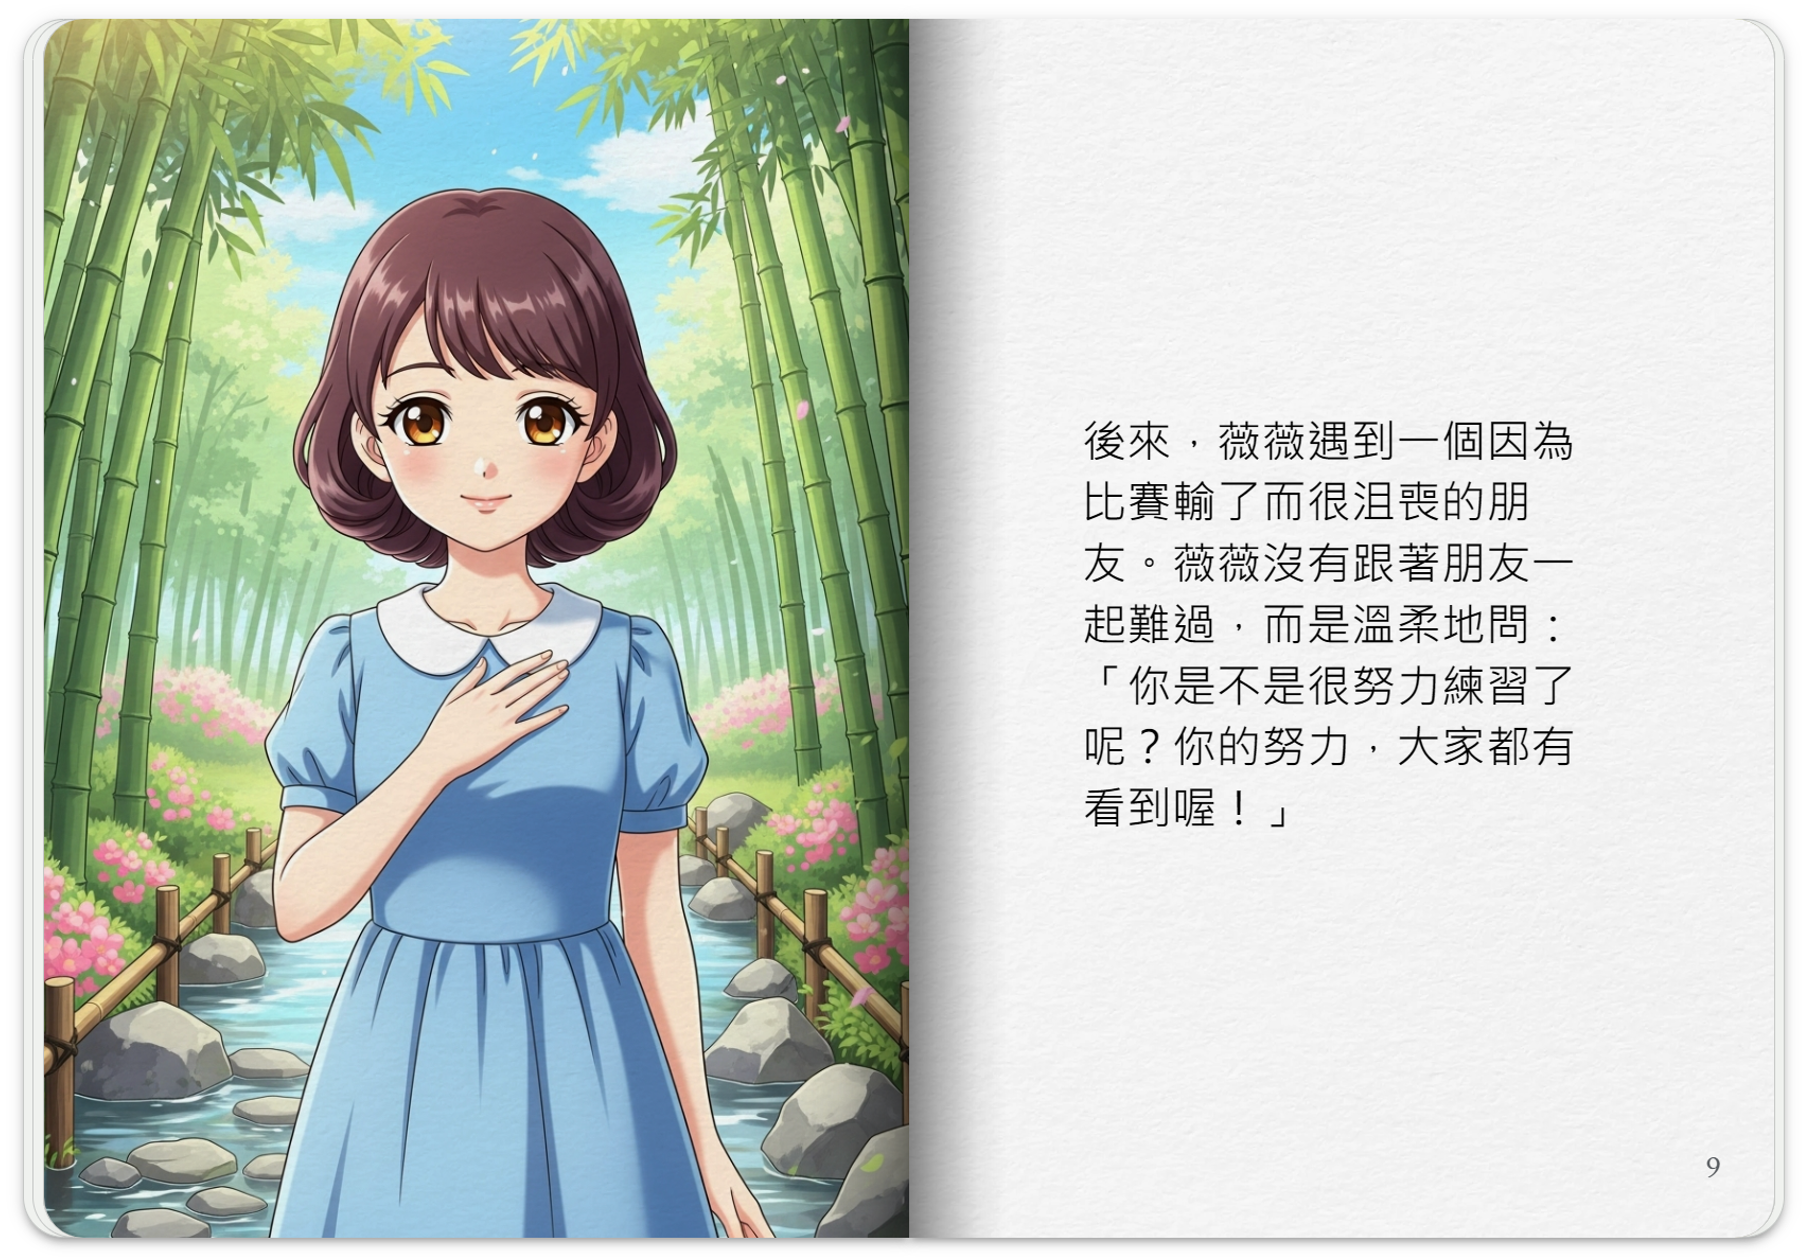 後來，薇薇遇到一個因為
比賽輸了而很沮喪的朋
友。薇薇沒有跟著朋友一
起難過，而是溫柔地問：
「你是不是很努力練習了
呢？你的努力，大家都有
看到喔！」
9